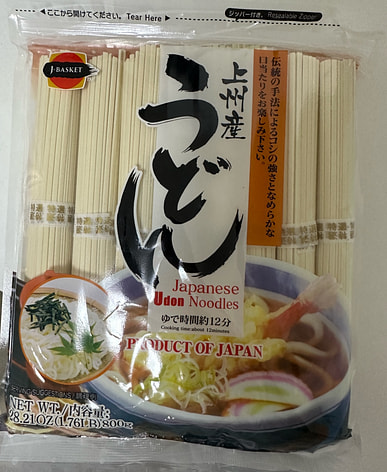 ◄ここから開けてください。Tear Here ►
ジッパー付き、Resealable Zipper
J-BASKET
伝統の手法によるコシの強さとなめらかな
口当たりをお楽しみ下さい。
上州産
うどん
Japanese
Udon Noodles
ゆで時間約12分
Cooking time:about 12minutes
PRODUCT OF JAPAN
NET WT./内容量:
28.21OZ(1.76LB)800g